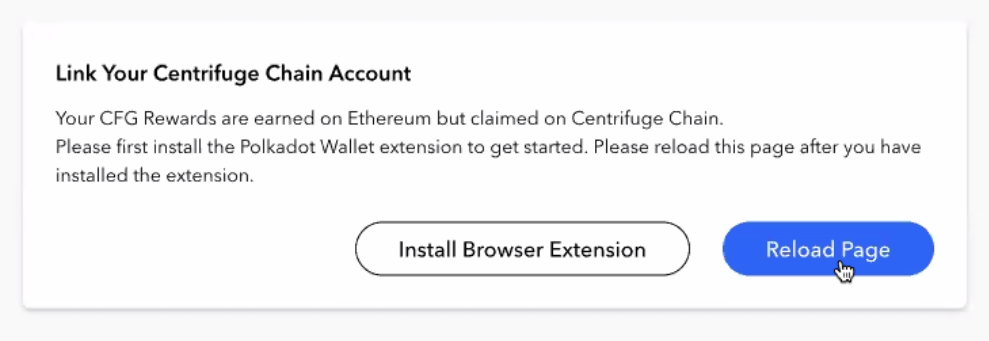 Link Your Centrifuge Chain Account
Your CFG Rewards are earned on Ethereum but claimed on Centrifuge Chain.
Please first install the Polkadot Wallet extension to get started. Please reload this page after you have
installed the extension.
Install Browser Extension
Reload Page